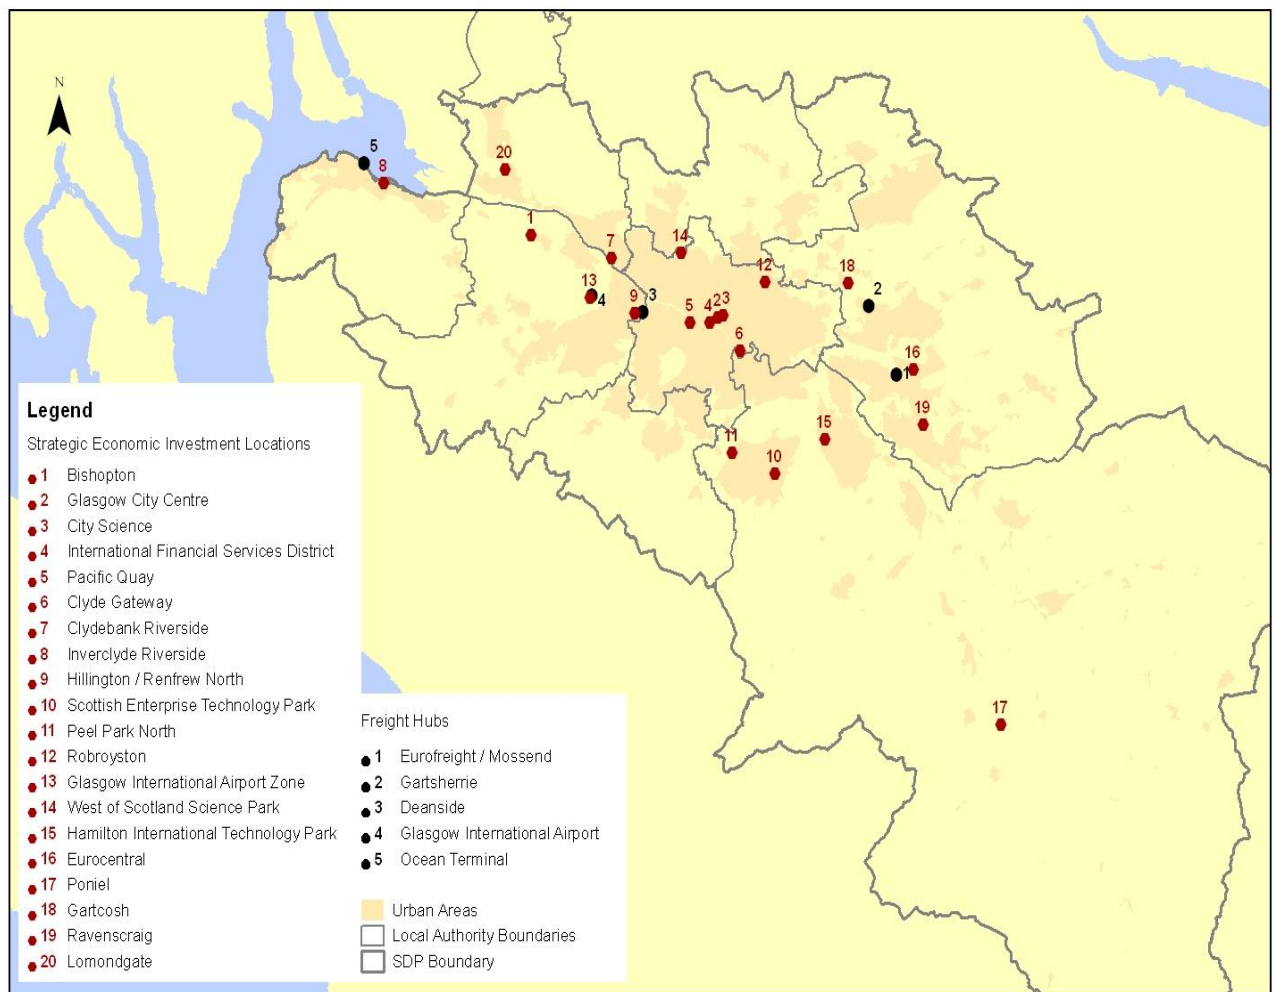 N
5
8
20
1
7
14
12
18
2
13
4
9
3
5
4
2
3
6
16
1
19
15
11
10
17
Legend
Strategic Economic Investment Locations
1 Bishopton
2 Glasgow City Centre
3 City Science
4 International Financial Services District
5 Pacific Quay
6 Clyde Gateway
7 Clydebank Riverside
8 Inverclyde Riverside
9 Hillington / Renfrew North
10 Scottish Enterprise Technology Park
11 Peel Park North
12 Robroyston
13 Glasgow International Airport Zone
14 West of Scotland Science Park
15 Hamilton International Technology Park
16 Eurocentral
17 Poniel
18 Gartcosh
19 Ravenscraig
20 Lomondgate
Freight Hubs
1 Eurofreight / Mossend
2 Gartsherrie
3 Deanside
4 Glasgow International Airport
5 Ocean Terminal
Urban Areas
Local Authority Boundaries
SDP Boundary